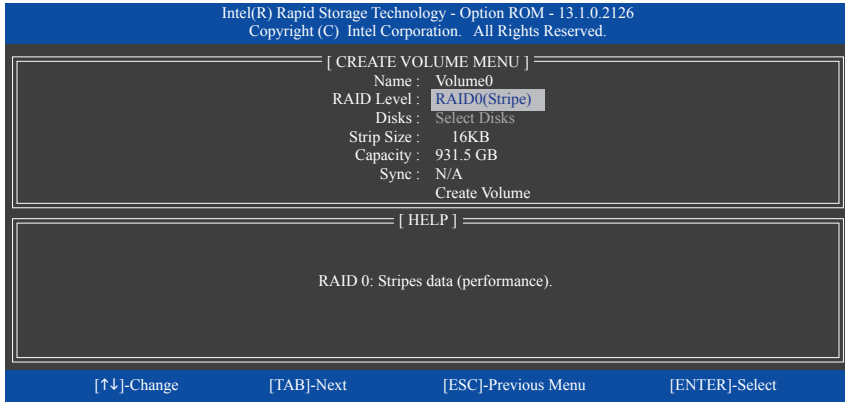 Intel(R) Rapid Storage Technology - Option ROM - 13.1.0.2126
Copyright (C) Intel Corporation. All Rights Reserved.
[ CREATE VOLUME MENU ]
Name : Volume0
RAID Level : RAID0(Stripe)
Disks : Select Disks
Strip Size : 16KB
Capacity : 931.5 GB
Sync : N/A
Create Volume
[ HELP ]
RAID 0: Stripes data (performance).
[↑↓]-Change [TAB]-Next [ESC]-Previous Menu [ENTER]-Select